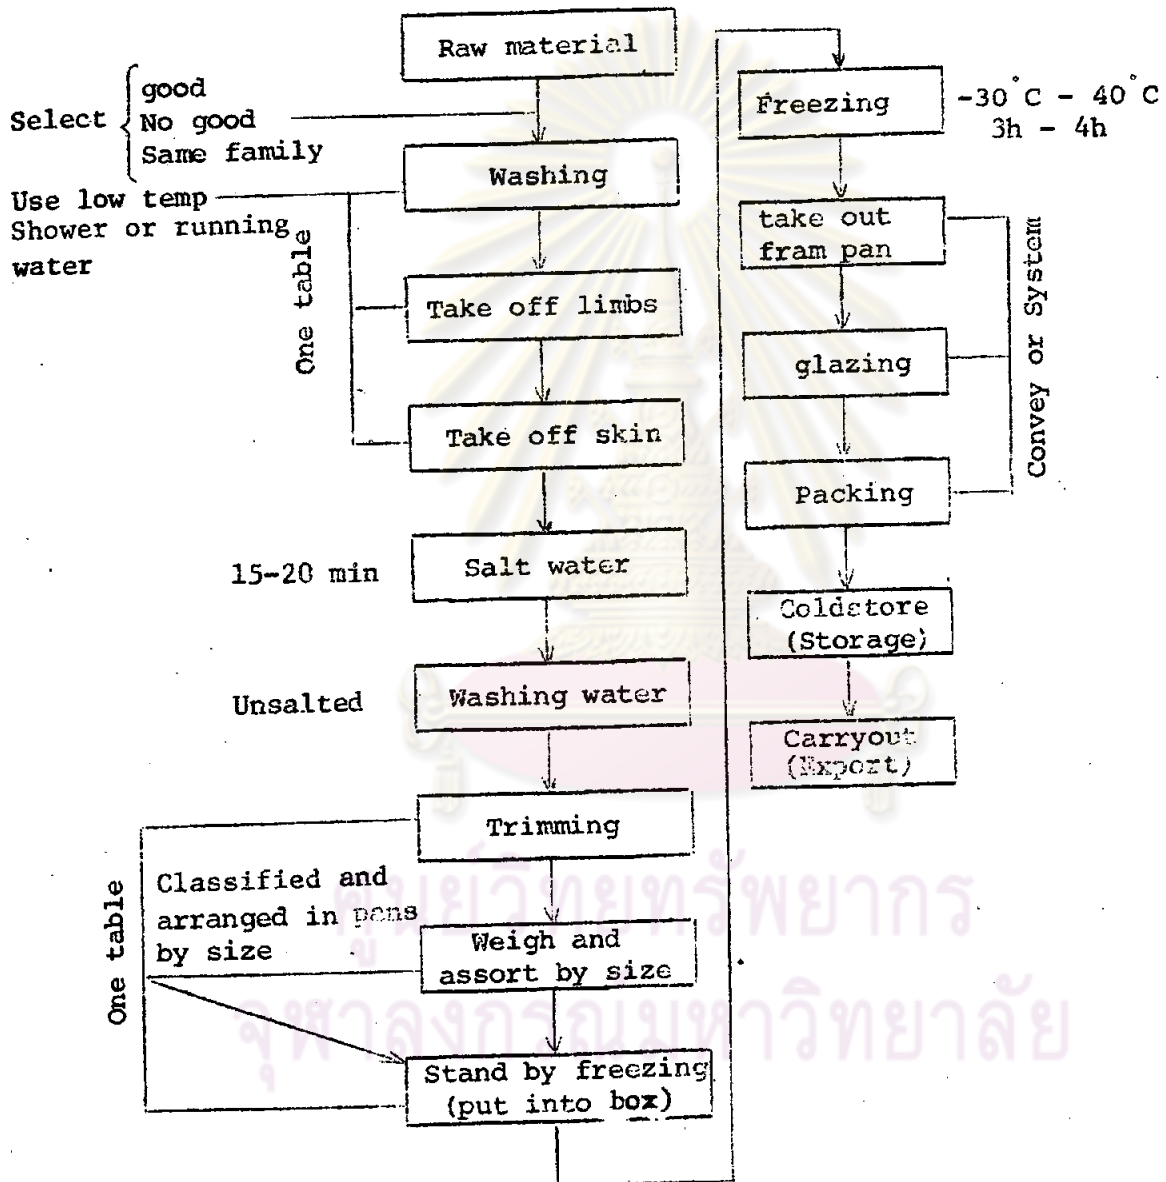 Raw material
Select
good
No good
Same family
Washing
Use low temp
Shower or running
water
One table
Take off limbs
Take off skin
15-20 min
Salt water
Unsalted
Washing water
Trimming
One table
Classified and
arranged in pans
by size
Weigh and
assort by size
Stand by freezing
(put into box)
Freezing
-30°C - 40°C
3h - 4h
take out
fram pan
glazing
Packing
Convey or System
Coldstore
(Storage)
Carryout
(Export)
ศูนย์วิทยทรัพยากร
จุฬาลงกรณมหาวิทยาลัย